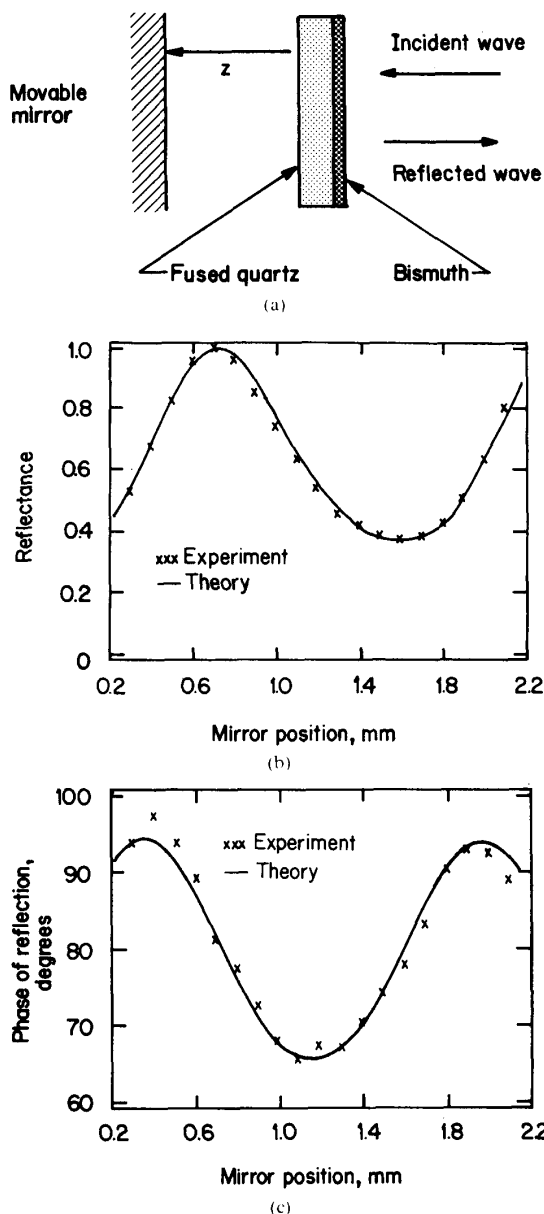 Movable
mirror
z
Incident wave
Reflected wave
Fused quartz
Bismuth
(a)
Reflectance
1.0
0.8
0.6
0.4
0.2
0
xxx Experiment
— Theory
0.2 0.6 1.0 1.4 1.8 2.2
Mirror position, mm
(b)
Phase of reflection,
degrees
100
90
80
70
60
xxx Experiment
— Theory
0.2 0.6 1.0 1.4 1.8 2.2
Mirror position, mm
(c)